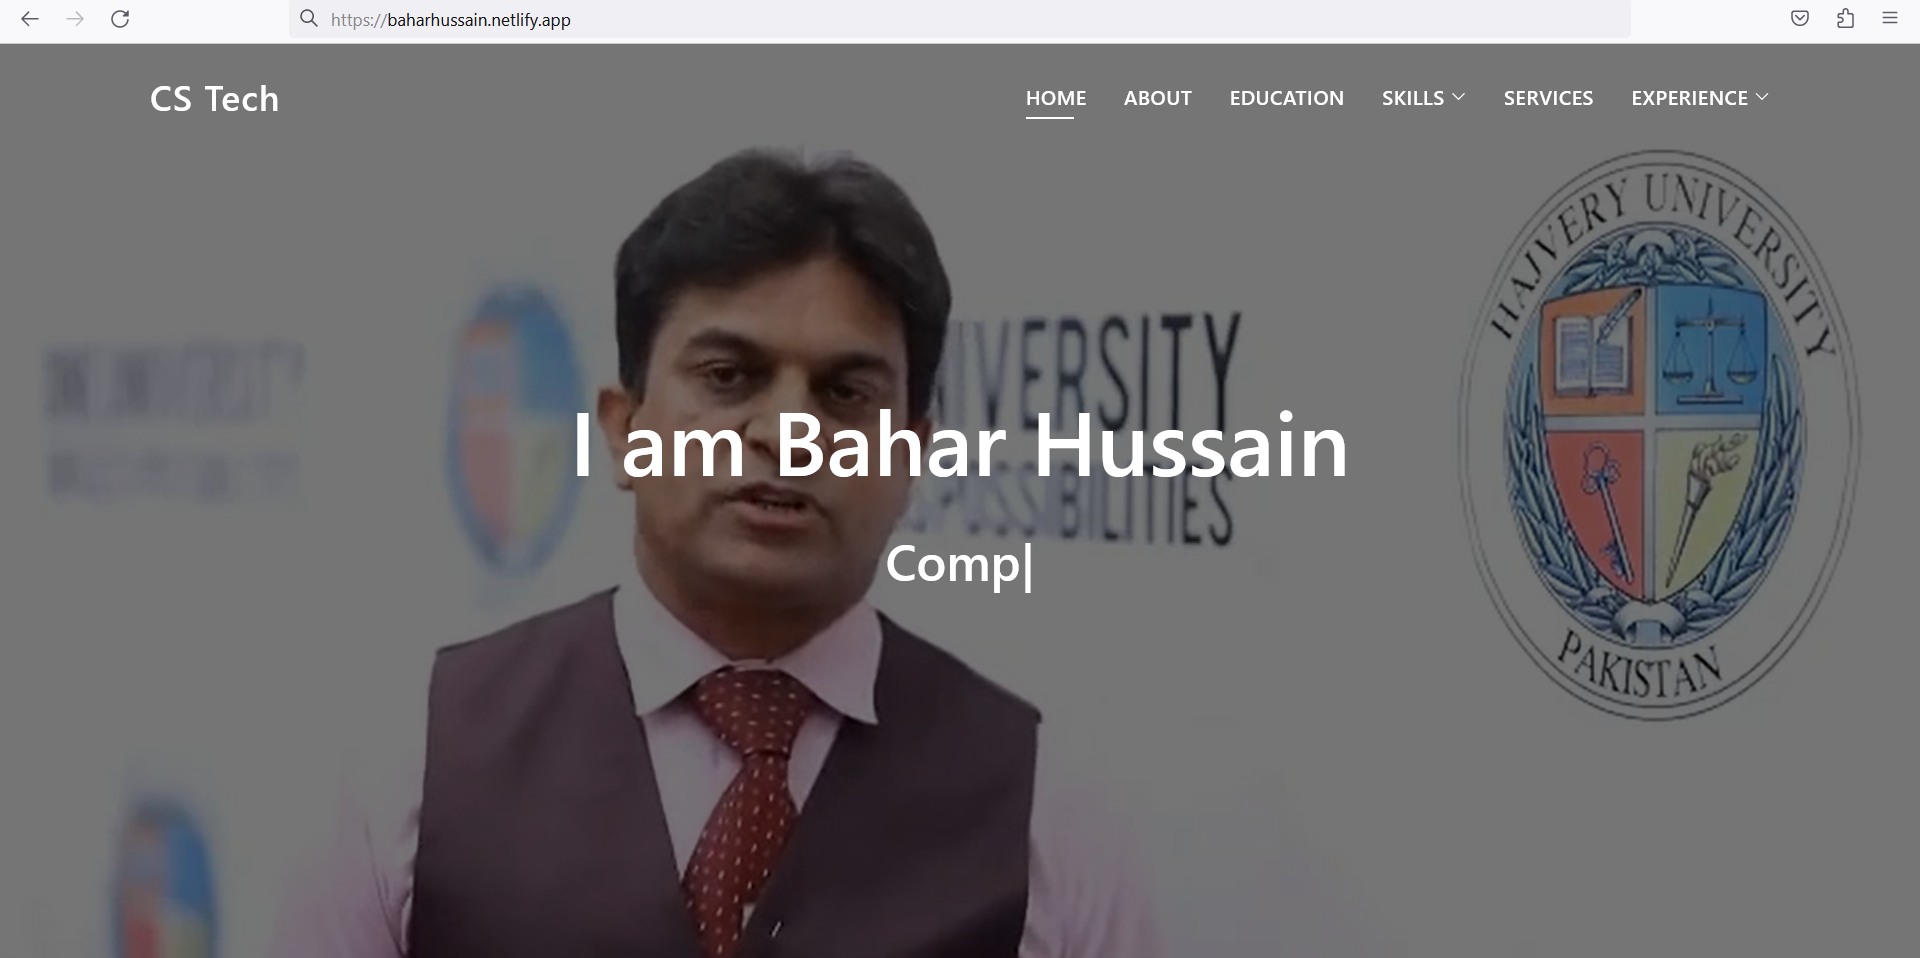 https://baharhussain.netlify.app
CS Tech
HOME ABOUT EDUCATION SKILLS SERVICES EXPERIENCE
HAJVERY UNIVERSITY
UNIVERSITY
I am Bahar Hussain
Comp|
PAKISTAN